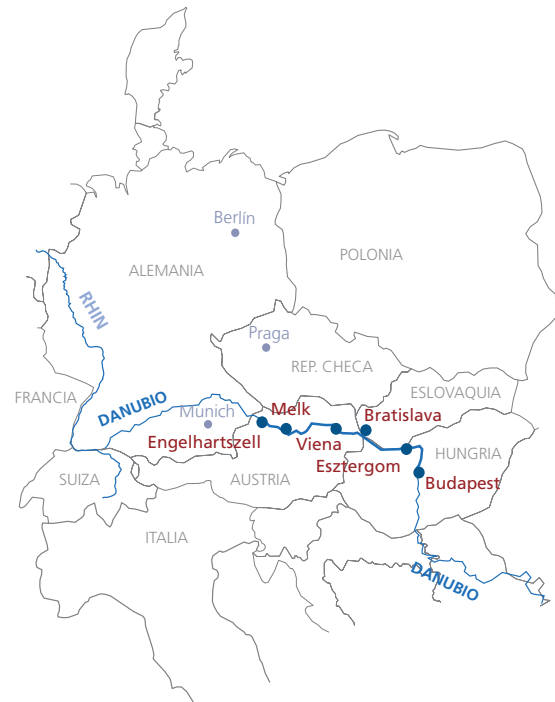 Berlín
POLONIA
ALEMANIA
RHIN
Praga
REP. CHECA
FRANCIA
ESLOVAQUIA
DANUBIO
Munich
Melk
Bratislava
Engelhartszell
Viena
Esztergom
HUNGRIA
SUIZA
AUSTRIA
Budapest
ITALIA
DANUBIO